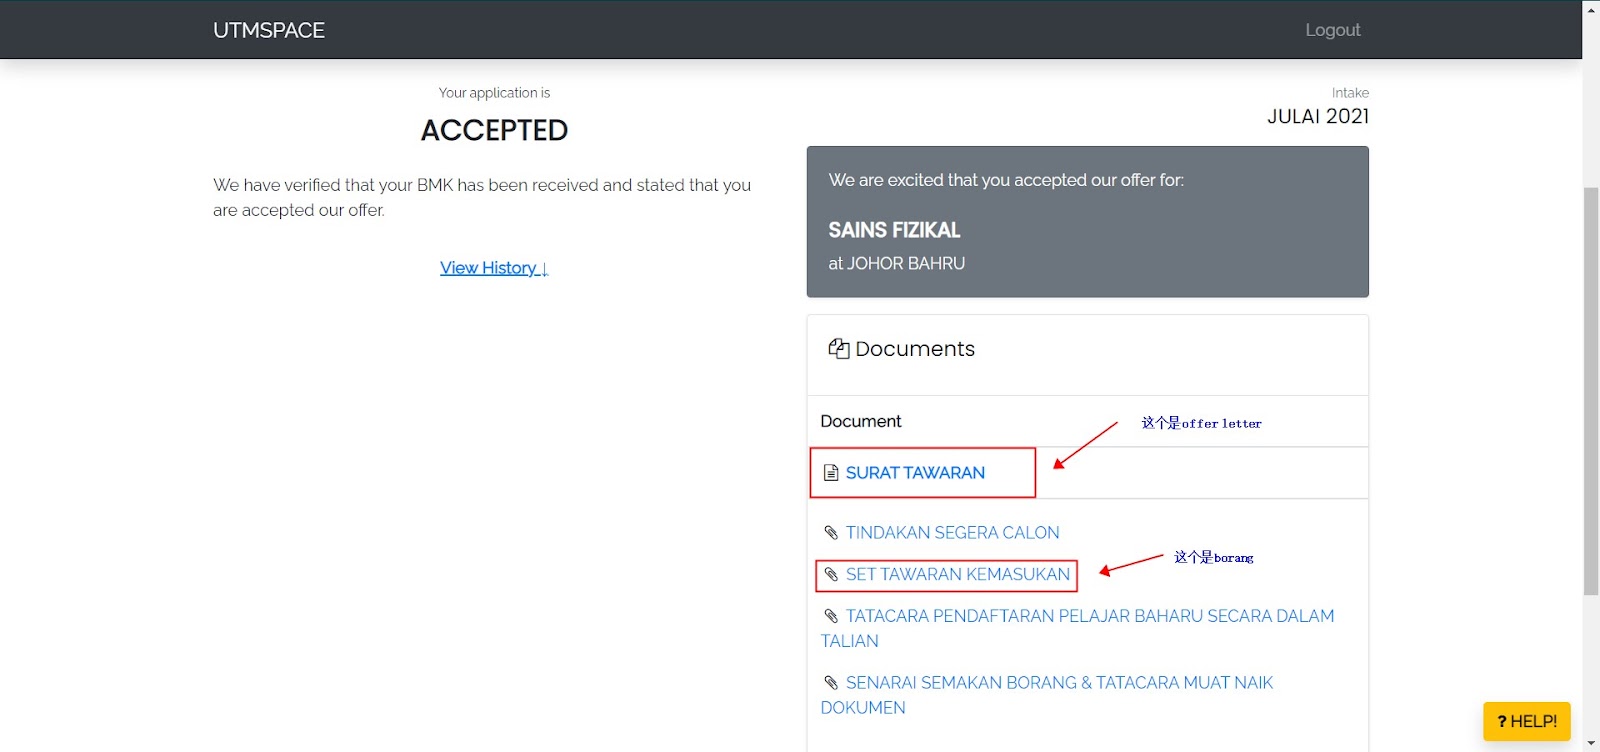 UTMSPACE
Logout
Your application is
ACCEPTED
We have verified that your BMK has been received and stated that you
are accepted our offer.
View History ↓
Intake
JULAI 2021
We are excited that you accepted our offer for:
SAINS FIZIKAL
at JOHOR BAHRU
Documents
Document
这个是offer letter
SURAT TAWARAN
TINDAKAN SEGERA CALON
这个是borang
SET TAWARAN KEMASUKAN
TATACARA PENDAFTARAN PELAJAR BAHARU SECARA DALAM
TALIAN
SENARAI SEMAKAN BORANG & TATACARA MUAT NAIK
DOKUMEN
? HELP!